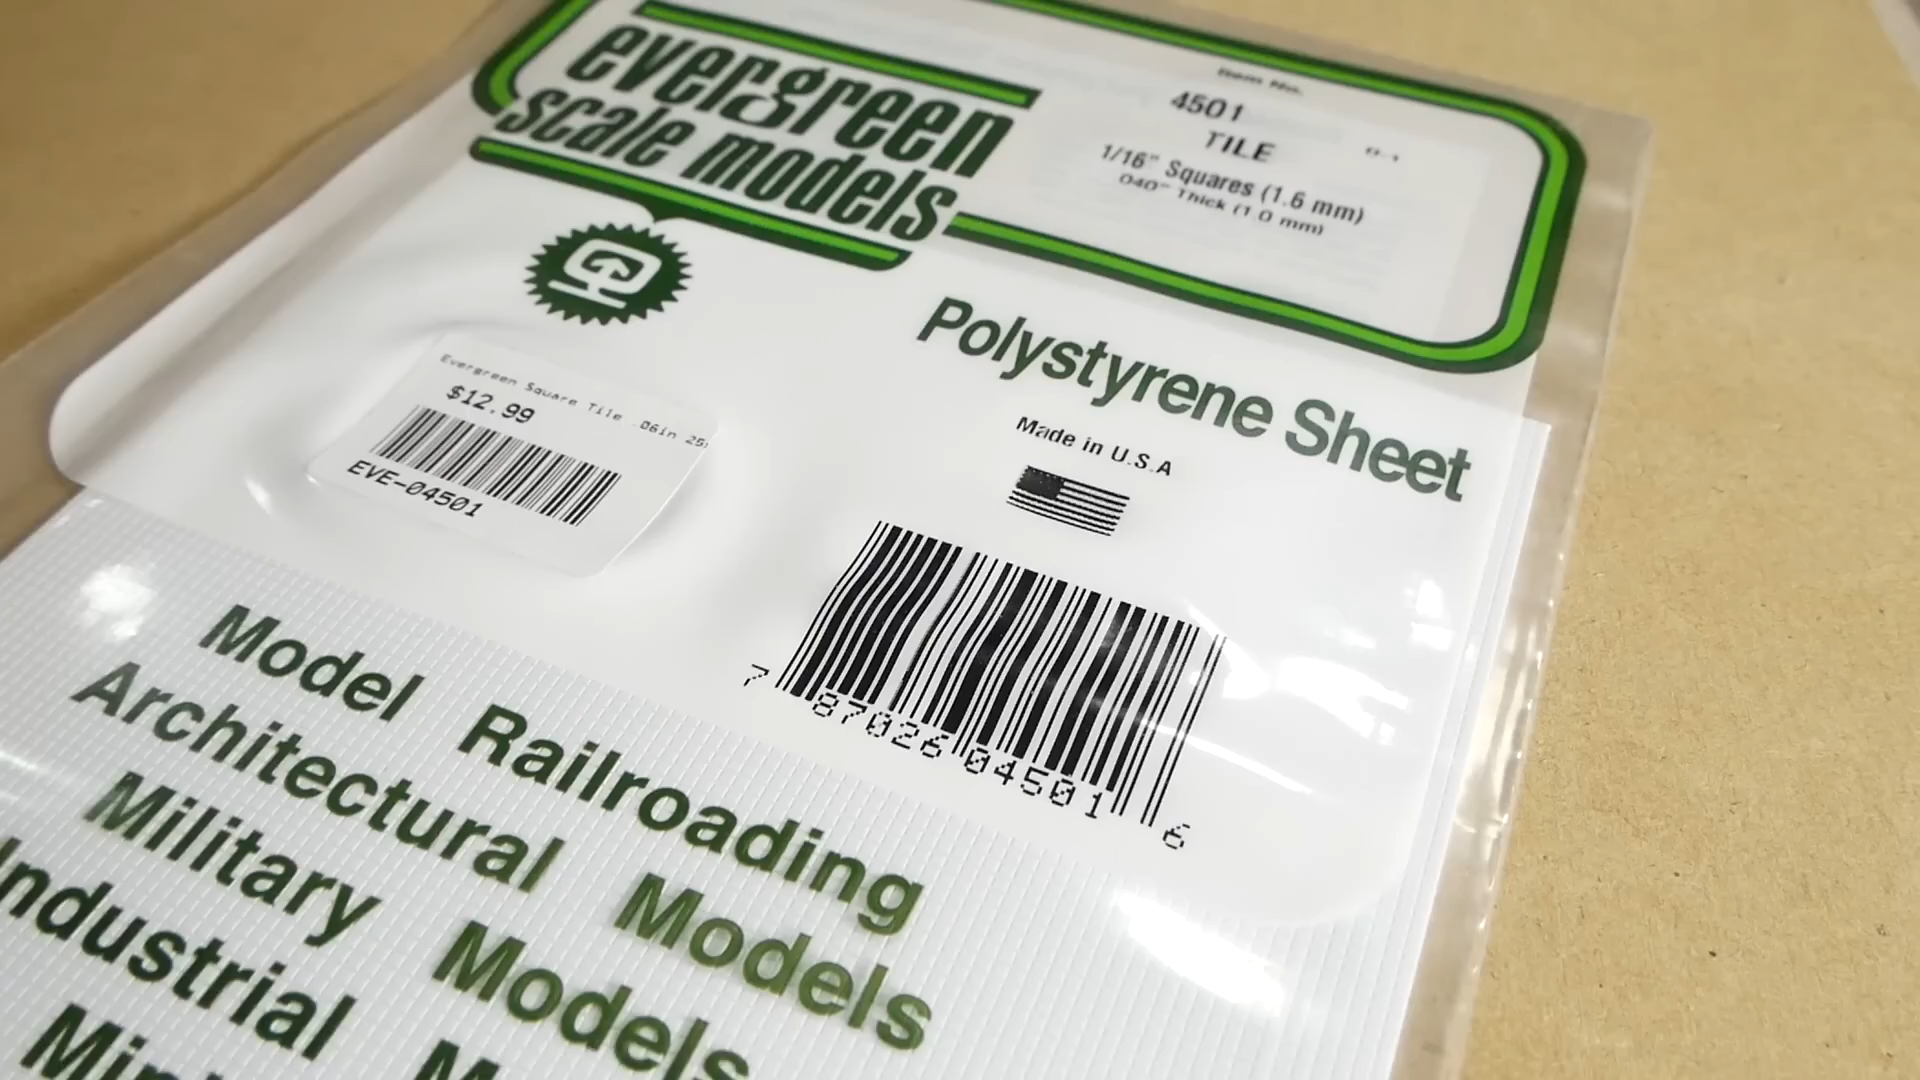 evergreen
scale models
Item No.
4501
TILE
1/16" Squares (1.6 mm)
.040" Thick (1.0 mm)
Polystyrene Sheet
Evergreen Square Tile .06in 25
$12.99
EVE-04501
Made in U.S.A
7 87026 04501 6
Model Railroading
Architectural Models
Military Models
Industrial